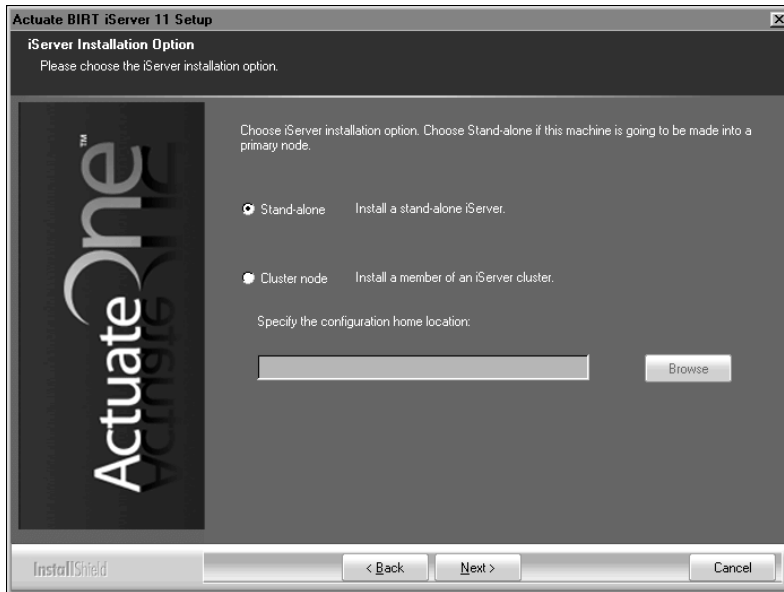 Actuate BIRT iServer 11 Setup
iServer Installation Option
Please choose the iServer installation option.
ActuateOne™
Choose iServer installation option. Choose Stand-alone if this machine is going to be made into a
primary node.
Stand-alone Install a stand-alone iServer.
Cluster node Install a member of an iServer cluster.
Specify the configuration home location:
Browse
InstallShield
< Back Next > Cancel